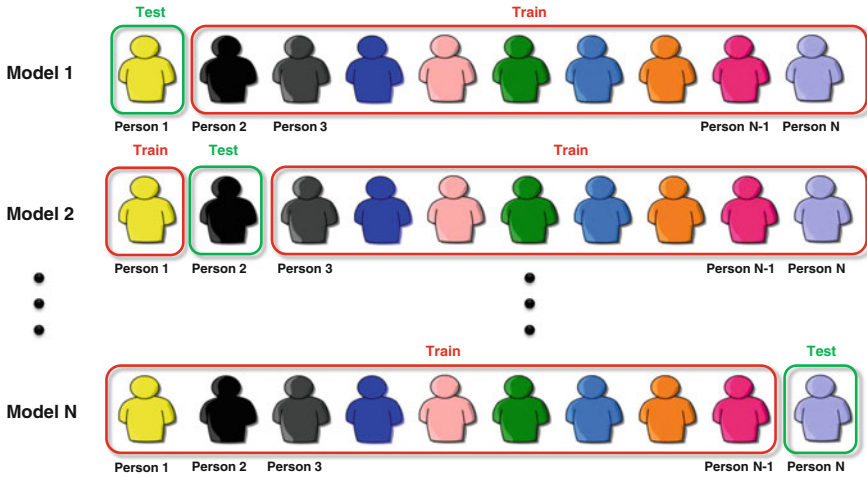 Test Train
Model 1
Person 1 Person 2 Person 3 Person N-1 Person N
Train Test Train
Model 2
Person 1 Person 2 Person 3 Person N-1 Person N
Train Test
Model N
Person 1 Person 2 Person 3 Person N-1 Person N